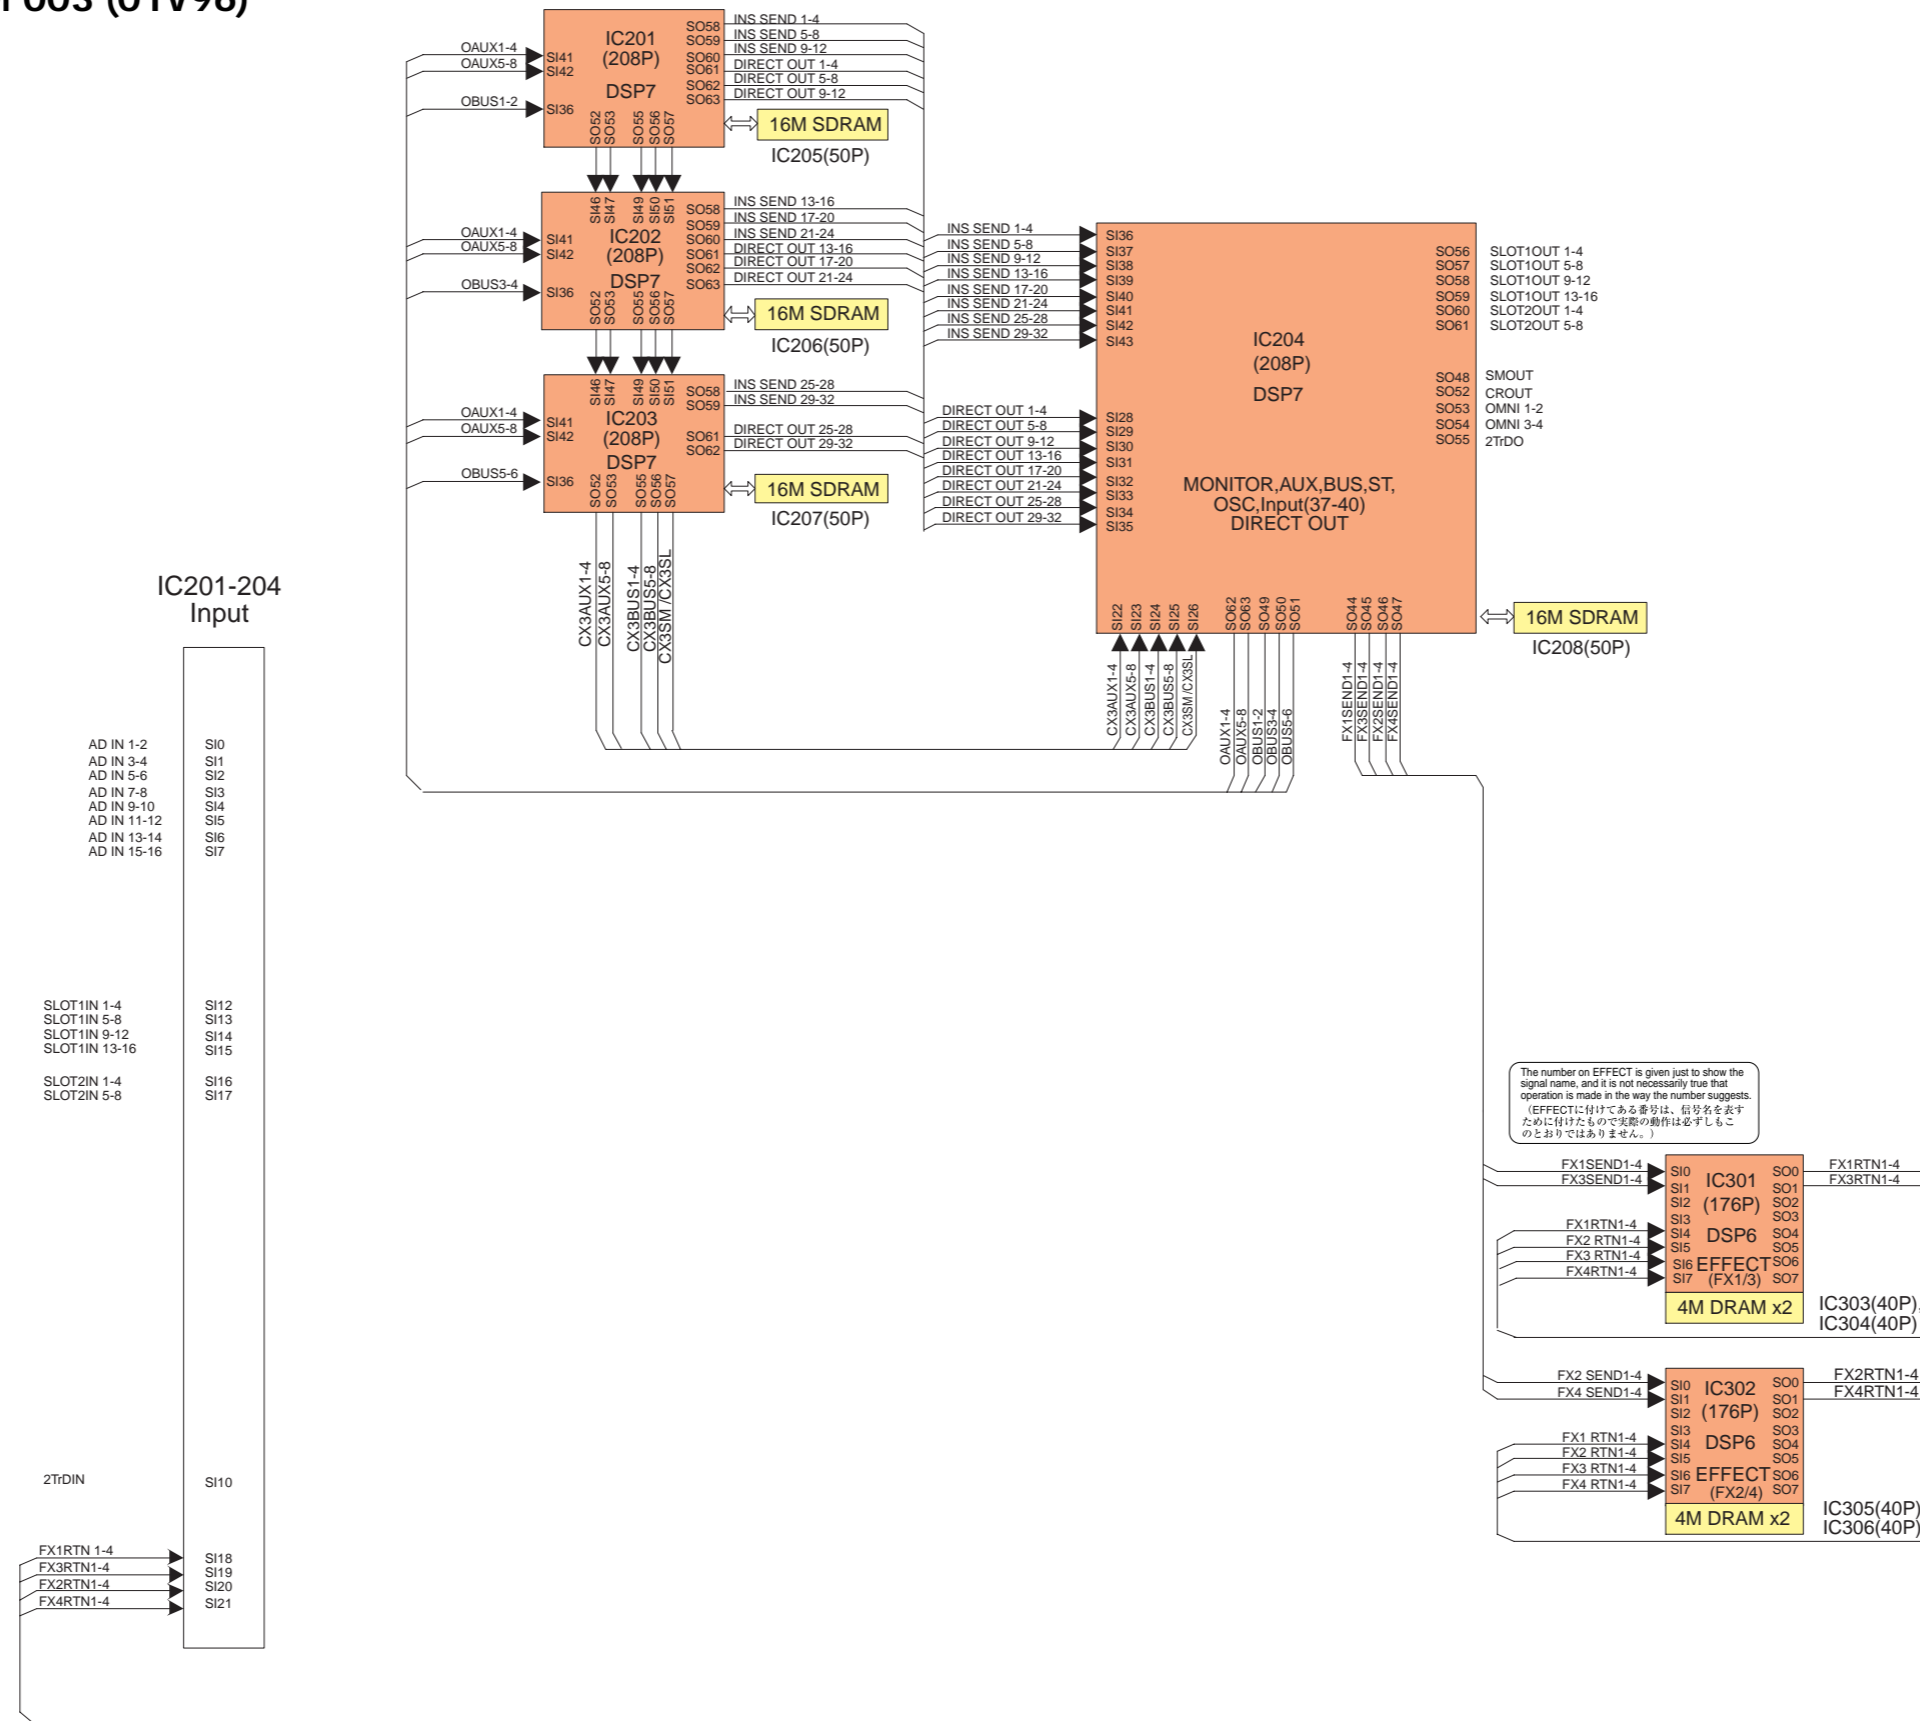 IC201
(208P)
DSP7
OAUX1-4
OAUX5-8
OBUS1-2
SI41
SI42
SI36
SO58
SO59
SO60
SO61
SO62
SO63
INS SEND 1-4
INS SEND 5-8
INS SEND 9-12
DIRECT OUT 1-4
DIRECT OUT 5-8
DIRECT OUT 9-12
SO52
SO53
SO55
SO56
SO57
16M SDRAM
IC205(50P)
SI46
SI47
SI49
SI50
SI51
IC202
(208P)
DSP7
OAUX1-4
OAUX5-8
OBUS3-4
SI41
SI42
SI36
SO58
SO59
SO60
SO61
SO62
SO63
INS SEND 13-16
INS SEND 17-20
INS SEND 21-24
DIRECT OUT 13-16
DIRECT OUT 17-20
DIRECT OUT 21-24
SO52
SO53
SO55
SO56
SO57
16M SDRAM
IC206(50P)
SI46
SI47
SI49
SI50
SI51
IC203
(208P)
DSP7
OAUX1-4
OAUX5-8
OBUS5-6
SI41
SI42
SI36
SO58
SO59
SO61
SO62
INS SEND 25-28
INS SEND 29-32
DIRECT OUT 25-28
DIRECT OUT 29-32
SO52
SO53
SO55
SO56
SO57
16M SDRAM
IC207(50P)
CX3AUX1-4
CX3AUX5-8
CX3BUS1-4
CX3BUS5-8
CX3SM /CX3SL
INS SEND 1-4
INS SEND 5-8
INS SEND 9-12
INS SEND 13-16
INS SEND 17-20
INS SEND 21-24
INS SEND 25-28
INS SEND 29-32
SI36
SI37
SI38
SI39
SI40
SI41
SI42
SI43
DIRECT OUT 1-4
DIRECT OUT 5-8
DIRECT OUT 9-12
DIRECT OUT 13-16
DIRECT OUT 17-20
DIRECT OUT 21-24
DIRECT OUT 25-28
DIRECT OUT 29-32
SI28
SI29
SI30
SI31
SI32
SI33
SI34
SI35
IC204
(208P)
DSP7
MONITOR,AUX,BUS,ST,
OSC,Input(37-40)
DIRECT OUT
SO56 SLOT1OUT 1-4
SO57 SLOT1OUT 5-8
SO58 SLOT1OUT 9-12
SO59 SLOT1OUT 13-16
SO60 SLOT2OUT 1-4
SO61 SLOT2OUT 5-8
SO48 SMOUT
SO52 CROUT
SO53 OMNI 1-2
SO54 OMNI 3-4
SO55 2TrDO
SI22
SI23
SI24
SI25
SI26
SO62
SO63
SO49
SO50
SO51
SO44
SO45
SO46
SO47
16M SDRAM
IC208(50P)
CX3AUX1-4
CX3AUX5-8
CX3BUS1-4
CX3BUS5-8
CX3SM /CX3SL
OAUX1-4
OAUX5-8
OBUS1-2
OBUS3-4
OBUS5-6
FX1SEND1-4
FX3SEND1-4
FX2SEND1-4
FX4SEND1-4
IC201-204
Input
AD IN 1-2 SI0
AD IN 3-4 SI1
AD IN 5-6 SI2
AD IN 7-8 SI3
AD IN 9-10 SI4
AD IN 11-12 SI5
AD IN 13-14 SI6
AD IN 15-16 SI7
SLOT1IN 1-4 SI12
SLOT1IN 5-8 SI13
SLOT1IN 9-12 SI14
SLOT1IN 13-16 SI15
SLOT2IN 1-4 SI16
SLOT2IN 5-8 SI17
2TrDIN SI10
FX1RTN 1-4 SI18
FX3RTN1-4 SI19
FX2RTN1-4 SI20
FX4RTN1-4 SI21
The number on EFFECT is given just to show the
signal name, and it is not necessarily true that
operation is made in the way the number suggests.
（EFFECTに付けてある番号は、信号名を表す
ために付けたもので実際の動作は必ずしもこ
のとおりではありません。）
FX1SEND1-4
FX3SEND1-4
FX1RTN1-4
FX2 RTN1-4
FX3 RTN1-4
FX4RTN1-4
SI0
SI1
SI2
SI3
SI4
SI5
SI6
SI7
IC301
(176P)
DSP6
EFFECT
(FX1/3)
SO0
SO1
SO2
SO3
SO4
SO5
SO6
SO7
FX1RTN1-4
FX3RTN1-4
4M DRAM x2
IC303(40P),
IC304(40P)
FX2 SEND1-4
FX4 SEND1-4
FX1 RTN1-4
FX2 RTN1-4
FX3 RTN1-4
FX4 RTN1-4
SI0
SI1
SI2
SI3
SI4
SI5
SI6
SI7
IC302
(176P)
DSP6
EFFECT
(FX2/4)
SO0
SO1
SO2
SO3
SO4
SO5
SO6
SO7
FX2RTN1-4
FX4RTN1-4
4M DRAM x2
IC305(40P)
IC306(40P)